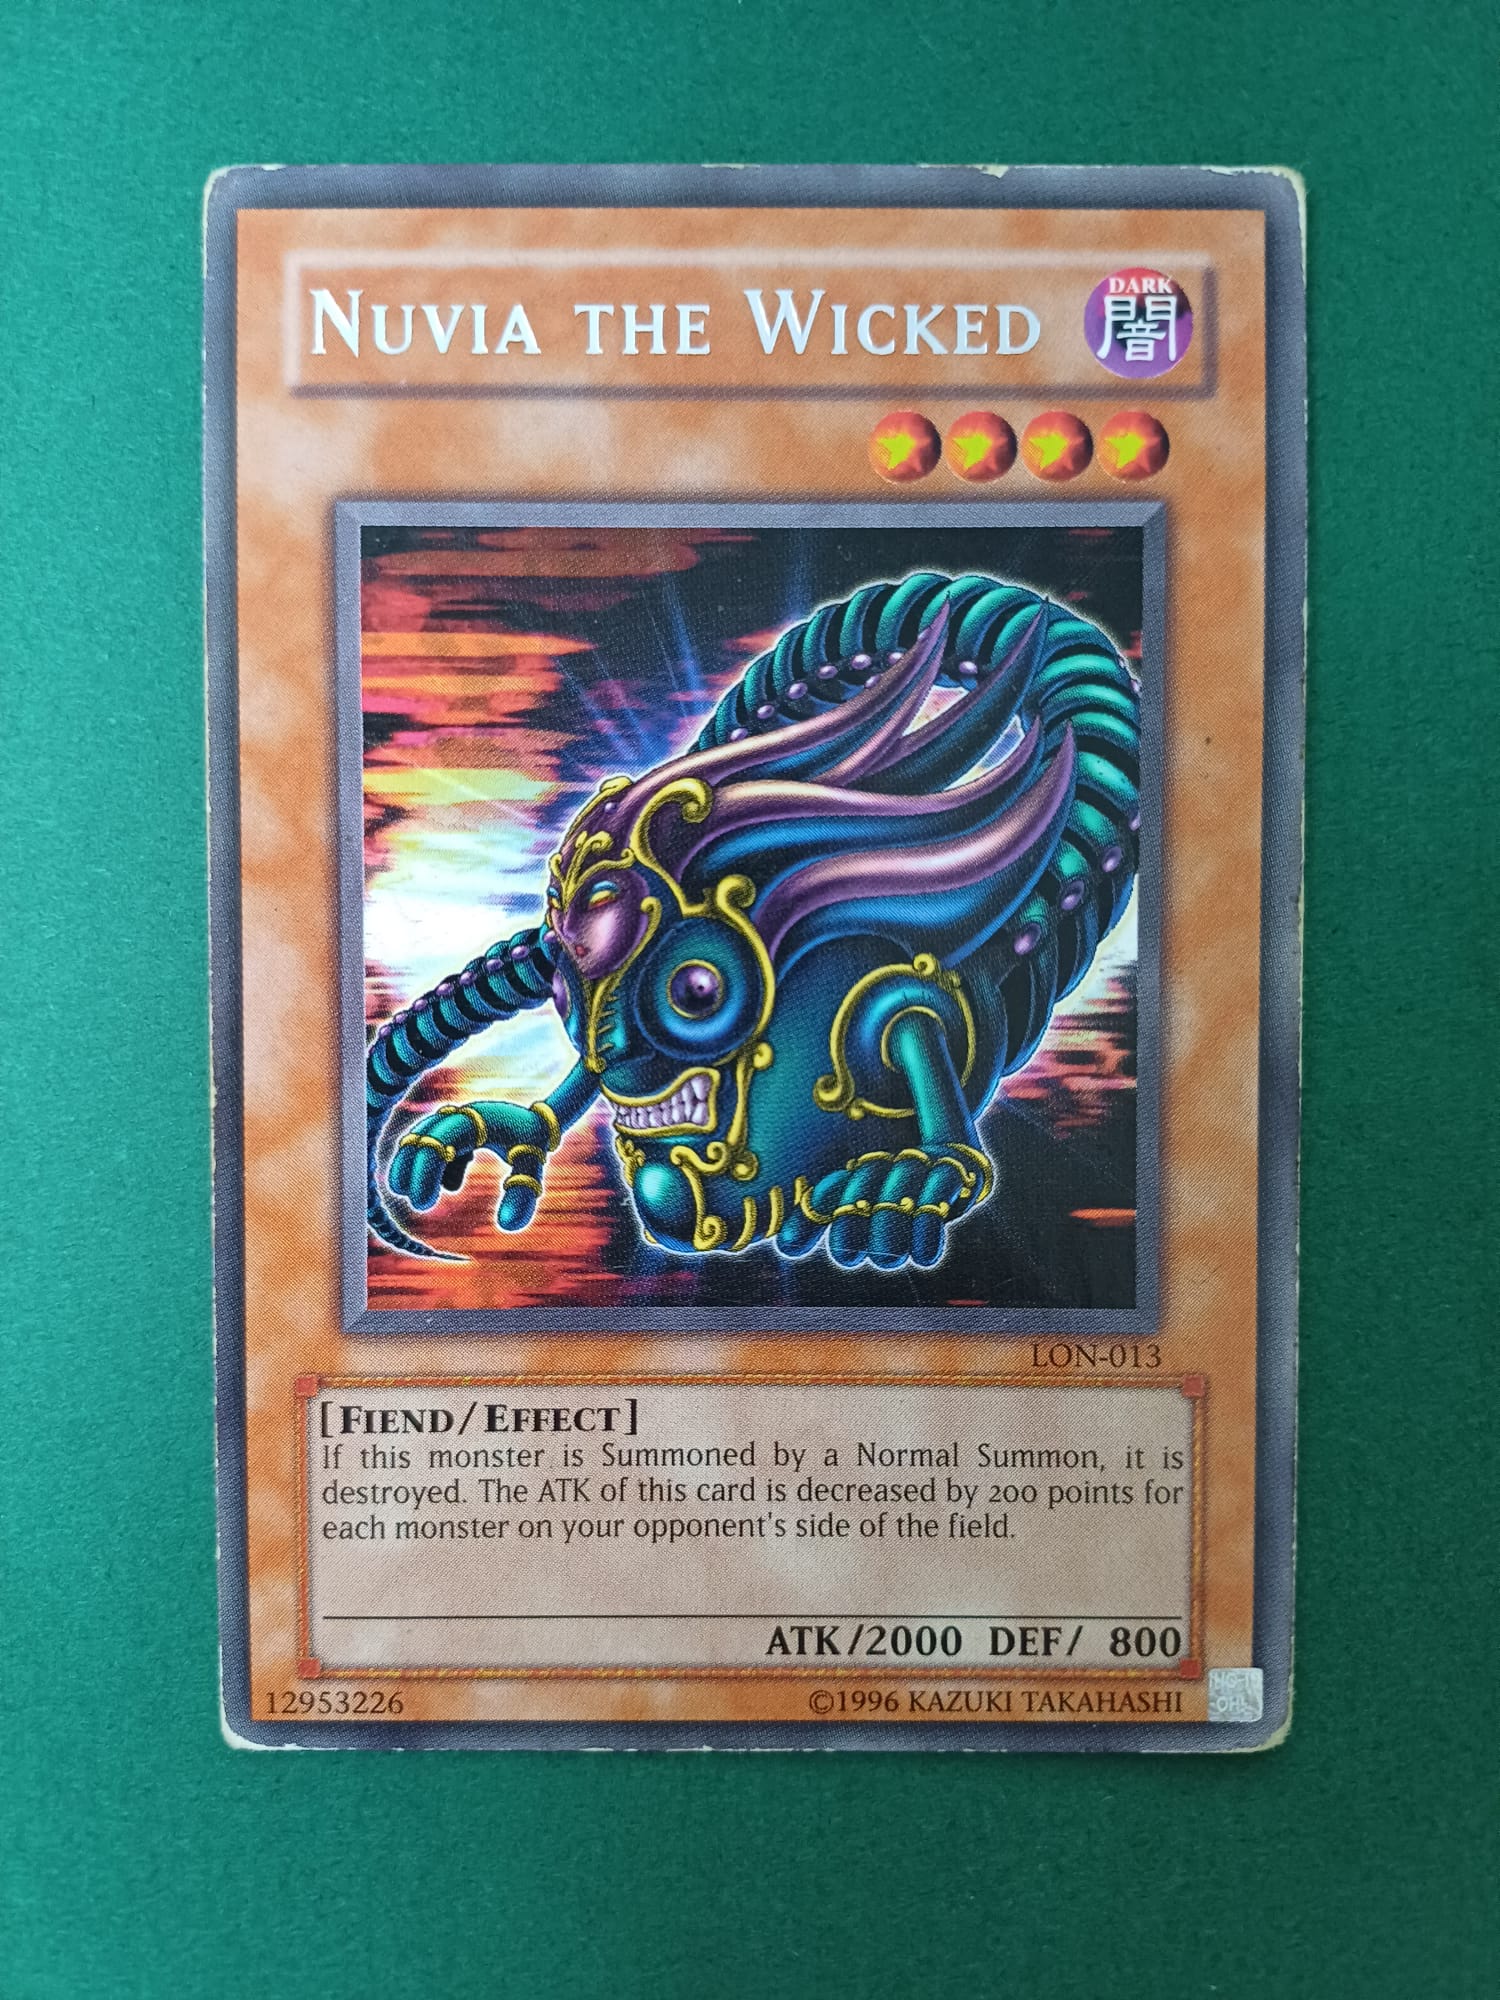 NUVIA THE WICKED
DARK
闇
LON-013
[FIEND/EFFECT]
If this monster is Summoned by a Normal Summon, it is
destroyed. The ATK of this card is decreased by 200 points for
each monster on your opponent's side of the field.
ATK/2000 DEF/ 800
12953226 ©1996 KAZUKI TAKAHASHI